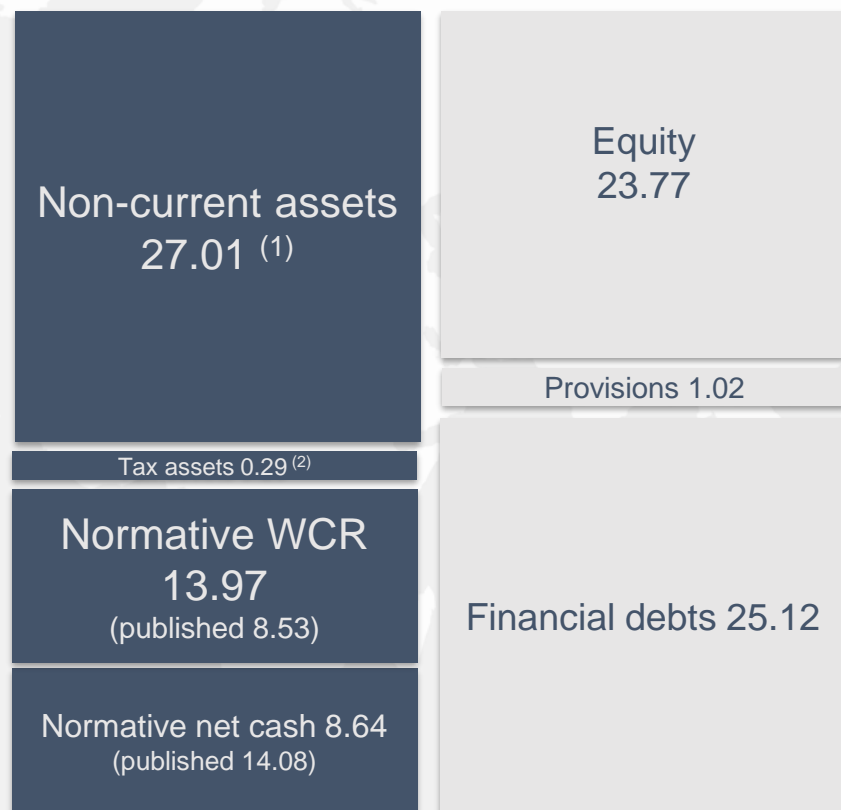 Non-current assets
27.01 (1)
Tax assets 0.29 (2)
Normative WCR
13.97
(published 8.53)
Normative net cash 8.64
(published 14.08)
Equity
23.77
Provisions 1.02
Financial debts 25.12